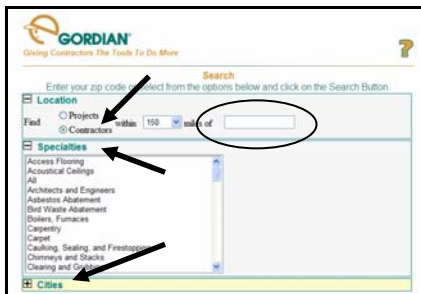 GORDIAN
Giving Contractors The Tools To Do More
?
Search
Enter your zip code or select from the options below and click on the Search Button.
Location
Find
Projects
Contractors
within 150 miles of
Specialties
Access Flooring
Acoustical Ceilings
All
Architects and Engineers
Asbestos Abatement
Bird Waste Abatement
Boilers, Furnaces
Carpentry
Carpet
Caulking, Sealing, and Firestopping
Chimneys and Stacks
Clearing and Grubbing
Cities